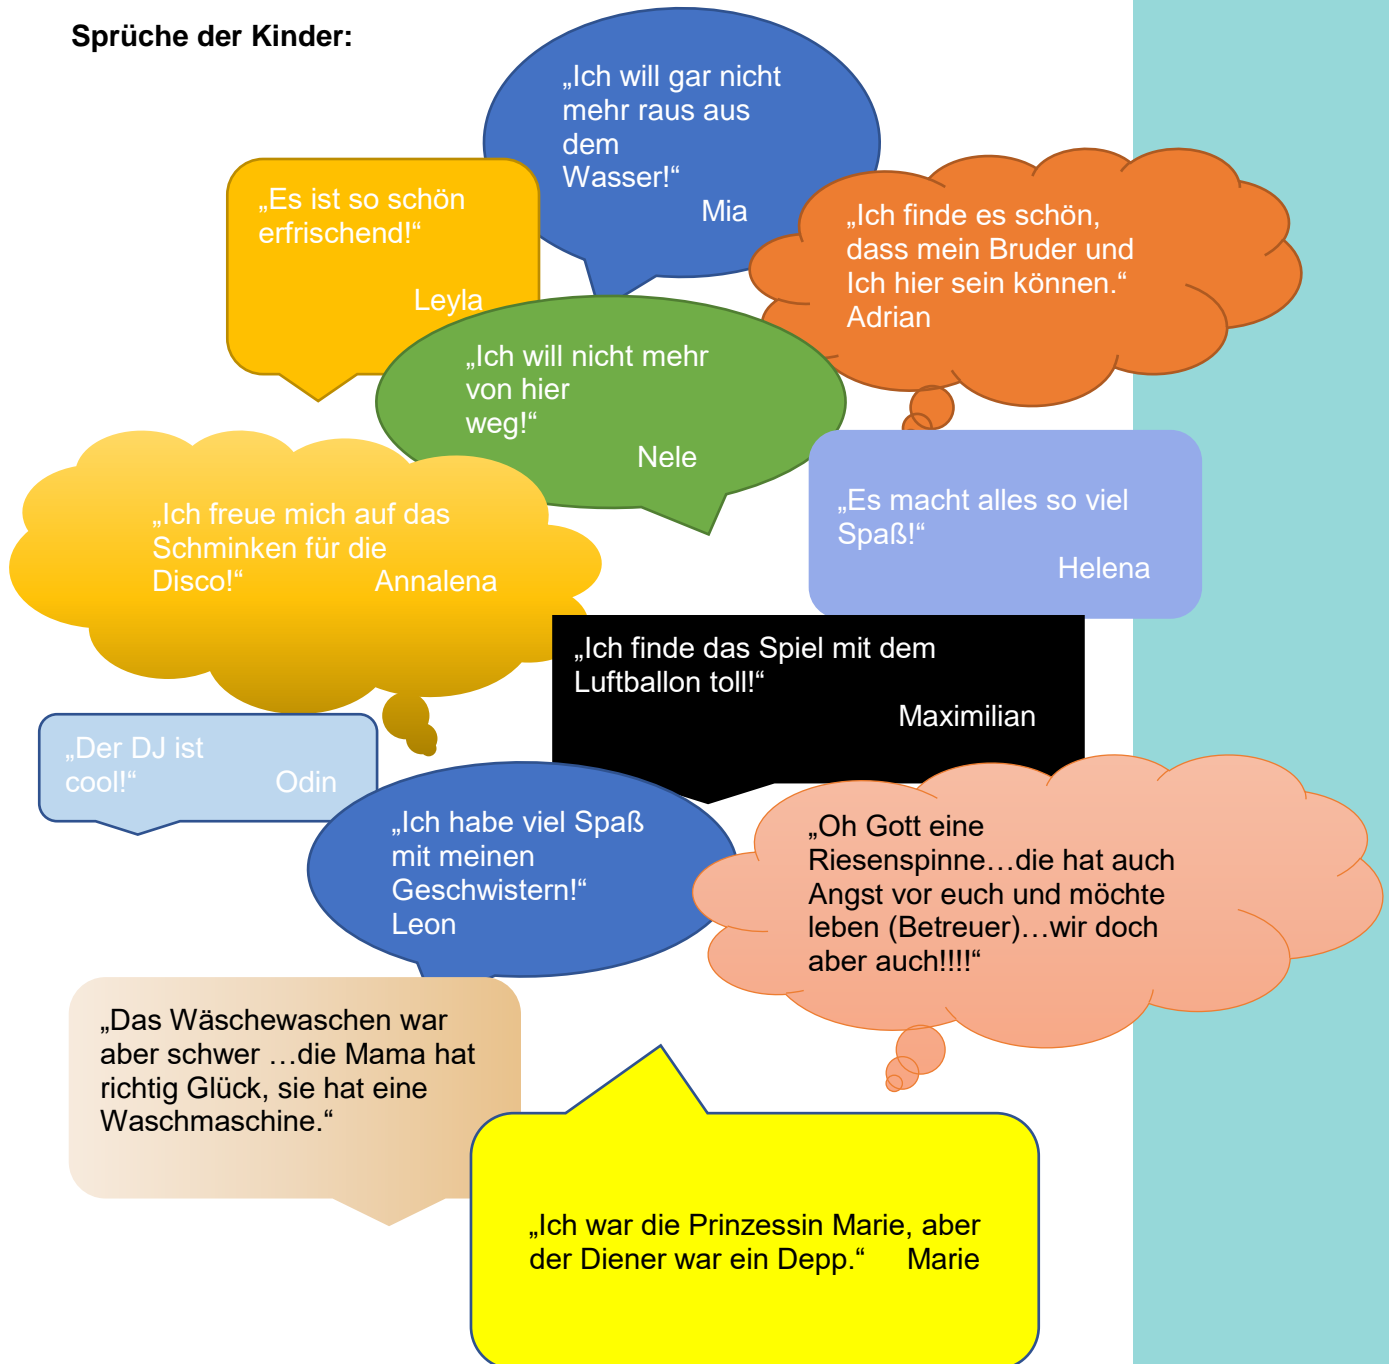 Sprüche der Kinder:
„Ich will gar nicht
mehr raus aus
dem
Wasser!“
Mia
„Es ist so schön
erfrischend!“
Leyla
„Ich finde es schön,
dass mein Bruder und
Ich hier sein können.“
Adrian
„Ich will nicht mehr
von hier
weg!“
Nele
„Es macht alles so viel
Spaß!“
Helena
„Ich freue mich auf das
Schminken für die
Disco!“ Annalena
„Ich finde das Spiel mit dem
Luftballon toll!“
Maximilian
„Der DJ ist
cool!“ Odin
„Ich habe viel Spaß
mit meinen
Geschwistern!“
Leon
„Oh Gott eine
Riesenspinne…die hat auch
Angst vor euch und möchte
leben (Betreuer)…wir doch
aber auch!!!!“
„Das Wäschewaschen war
aber schwer …die Mama hat
richtig Glück, sie hat eine
Waschmaschine.“
„Ich war die Prinzessin Marie, aber
der Diener war ein Depp.“ Marie